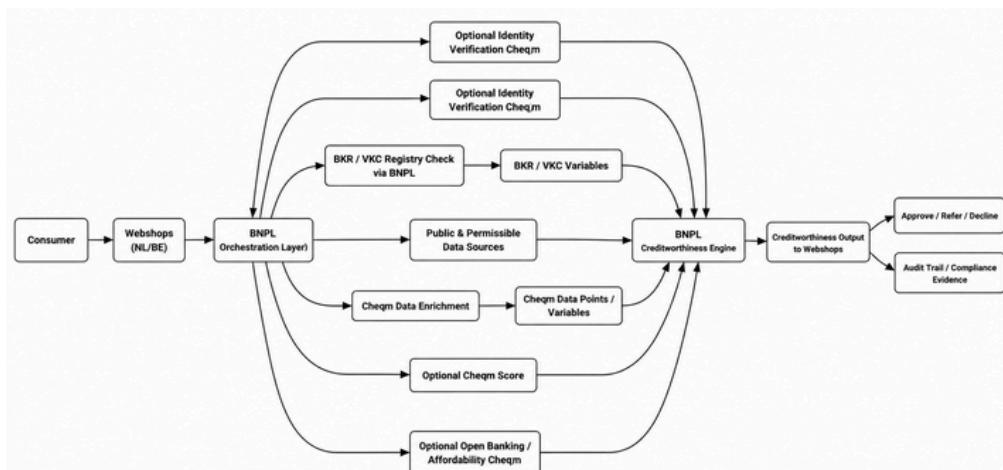 Optional Identity
Verification Cheq,m
Optional Identity
Verification Cheq,m
BKR / VKC Registry Check
via BNPL
BKR / VKC Variables
Consumer
Webshops
(NL/BE)
BNPL
Orchestration Layer)
Public & Permissible
Data Sources
BNPL
Creditworthiness Engine
Creditworthiness Output
to Webshops
Approve / Refer / Decline
Audit Trail / Compliance
Evidence
Cheqm Data Enrichment
Cheqm Data Points /
Variables
Optional Cheqm Score
Optional Open Banking /
Affordability Cheq,m